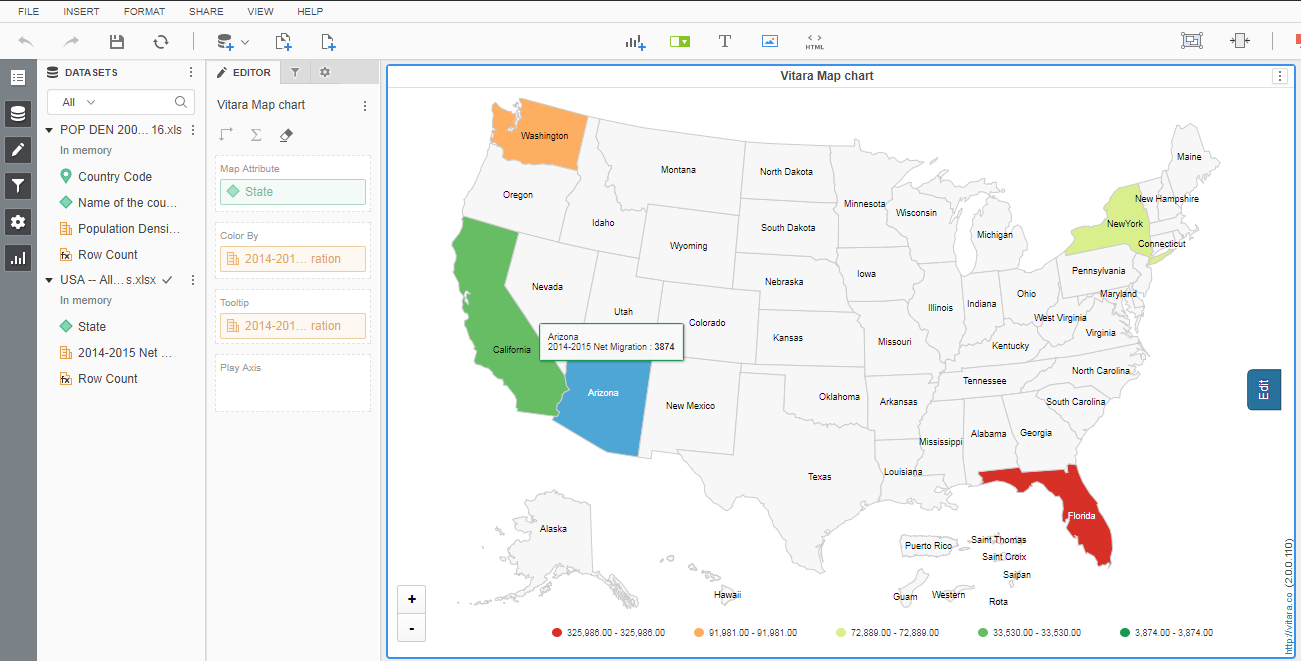 FILE INSERT FORMAT SHARE VIEW HELP
HTML
DATASETS
All
POP DEN 200... 16.xls
In memory
Country Code
Name of the cou...
Population Densi...
Row Count
USA -- All... s.xlsx
In memory
State
2014-2015 Net ...
Row Count
EDITOR
Vitara Map chart
Map Attribute
State
Color By
2014-201... ration
Tooltip
2014-201... ration
Play Axis
Vitara Map chart
Washington
Oregon
Idaho
Montana
North Dakota
South Dakota
Wyoming
Nebraska
Nevada
Utah
Colorado
Kansas
California
Arizona
2014-2015 Net Migration : 3874
Arizona
New Mexico
Oklahoma
Texas
Minnesota
Wisconsin
Iowa
Michigan
Illinois
Indiana
Ohio
Missouri
Kentucky
West Virginia
Virginia
Maryland
Pennsylvania
NewYork
Connecticut
New Hampshire
Maine
Tennessee
North Carolina
South Carolina
Arkansas
Mississippi
Alabama
Georgia
Louisiana
Florida
Alaska
Hawaii
Puerto Rico
Saint Thomas
Saint Croix
Saipan
Guam
Western
Rota
Edit
+
-
325,986.00 - 325,986.00
91,981.00 - 91,981.00
72,889.00 - 72,889.00
33,530.00 - 33,530.00
3,874.00 - 3,874.00
http://vitara.co (2.0.0.110)